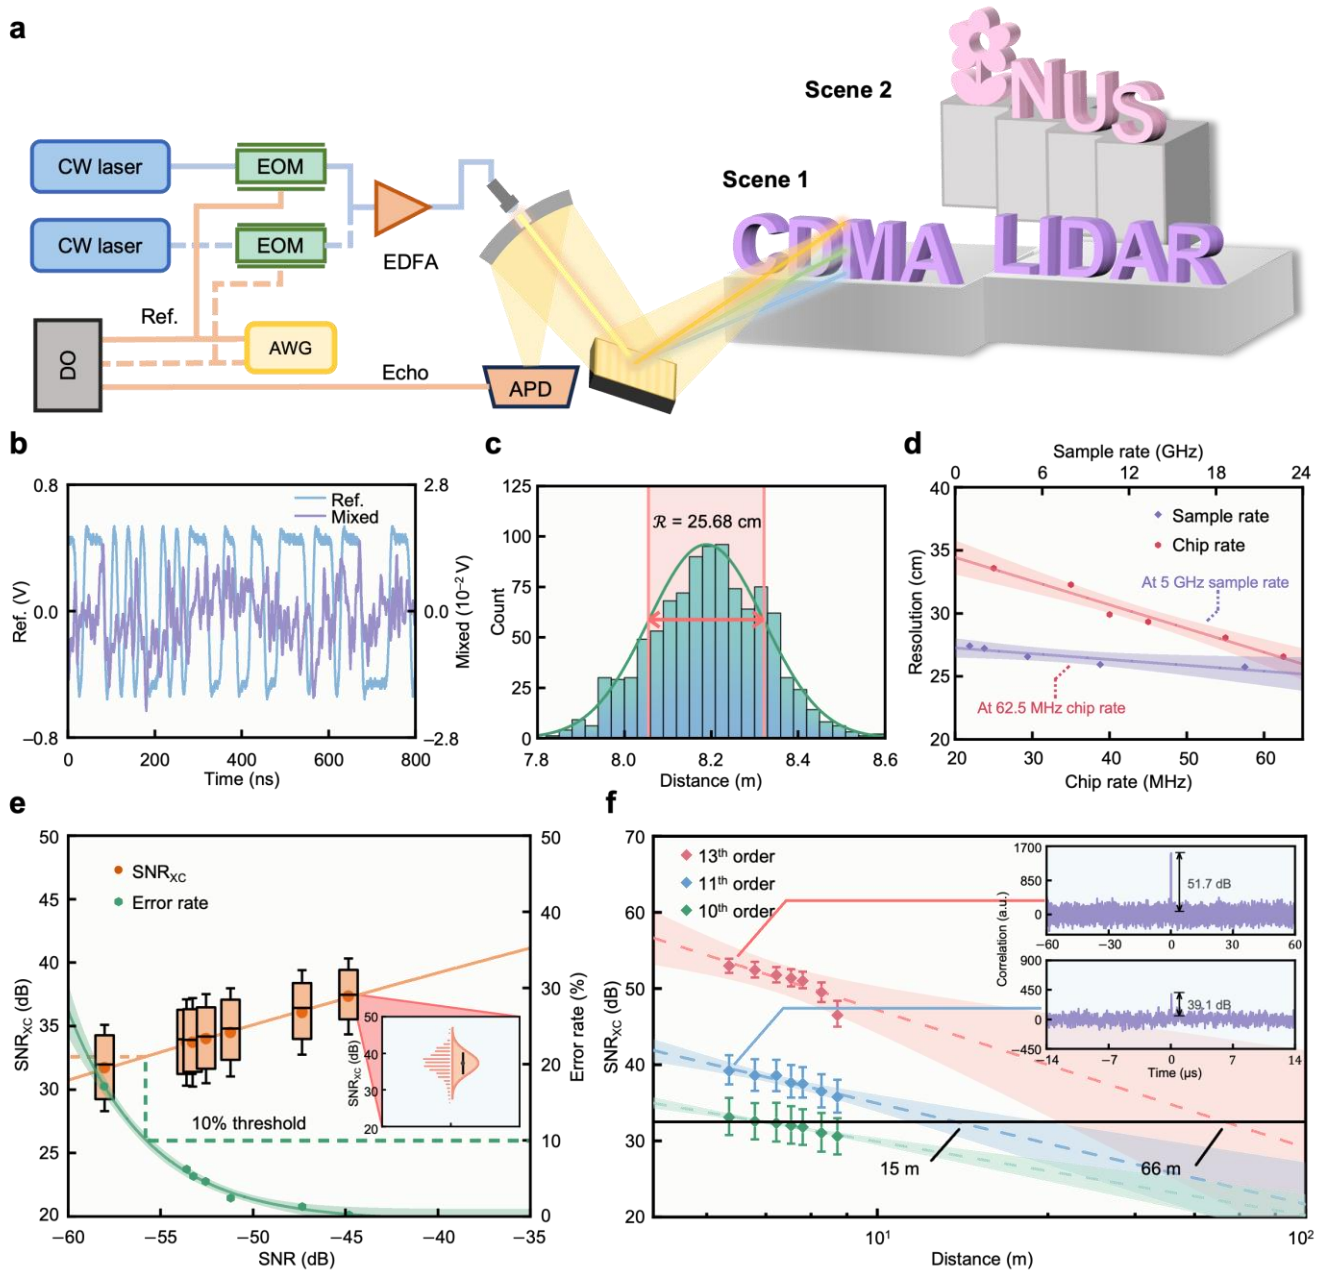 a
Scene 2
NUS
Scene 1
CDMA LIDAR
CW laser
EOM
CW laser
EOM
EDFA
Ref.
DO
AWG
Echo
APD
b
Ref. (V)
0.8
0.0
−0.8
Ref.
Mixed
2.8
0.0
−2.8
Mixed (10⁻² V)
0 200 400 600 800
Time (ns)
c
Count
125
100
75
50
25
0
ℛ = 25.68 cm
7.8 8.0 8.2 8.4 8.6
Distance (m)
d
Sample rate (GHz)
0 6 12 18 24
Resolution (cm)
40
35
30
25
20
Sample rate
Chip rate
At 5 GHz sample rate
At 62.5 MHz chip rate
20 30 40 50 60
Chip rate (MHz)
e
SNRXC (dB)
50
45
40
35
30
25
20
SNRXC
Error rate
10% threshold
SNRXC (dB)
50
40
30
20
50
40
30
20
10
0
Error rate (%)
−60 −55 −50 −45 −40 −35
SNR (dB)
f
SNRXC (dB)
70
60
50
40
30
20
13th order
11th order
10th order
Correlation (a.u.)
1700
850
0
51.7 dB
−60 −30 0 30 60
900
450
0
−450
39.1 dB
−14 −7 0 7 14
Time (µs)
15 m
66 m
10¹ 10²
Distance (m)